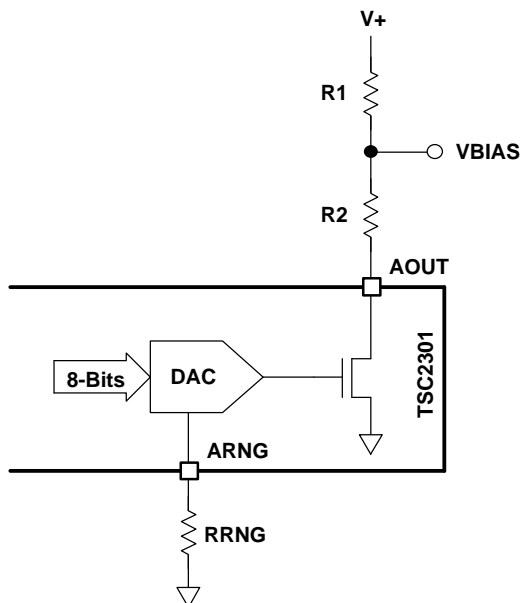 V+
R1
VBIAS
R2
AOUT
TSC2301
8-Bits
DAC
ARNG
RRNG